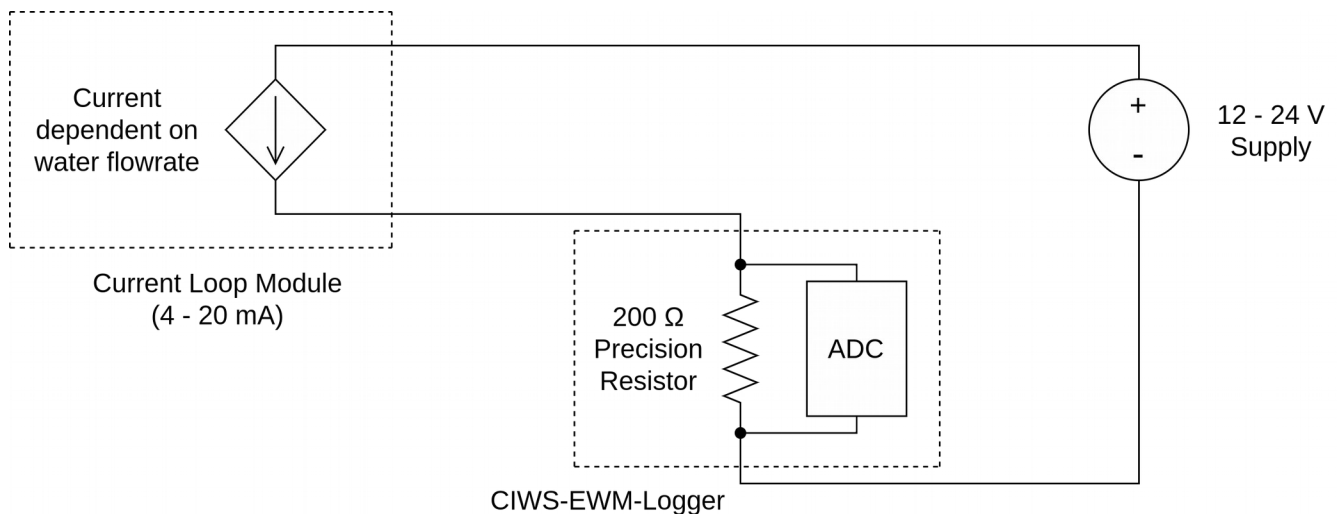 Current
dependent on
water flowrate
+
-
12 - 24 V
Supply
Current Loop Module
(4 - 20 mA)
200 Ω
Precision
Resistor
ADC
CIWS-EWM-Logger